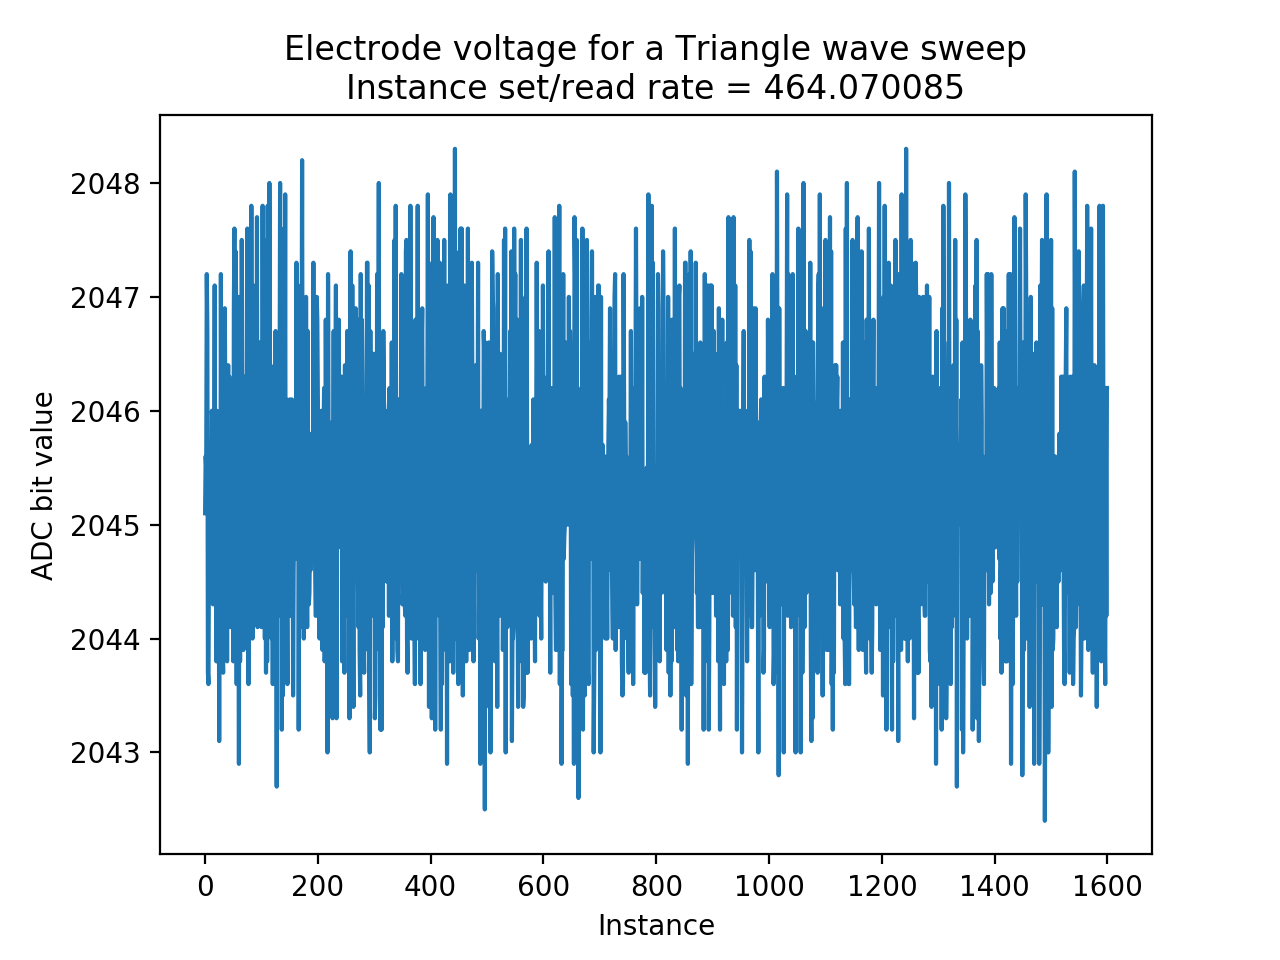 Electrode voltage for a Triangle wave sweep
Instance set/read rate = 464.070085
2048
2047
2046
2045
2044
2043
ADC bit value
0 200 400 600 800 1000 1200 1400 1600
Instance